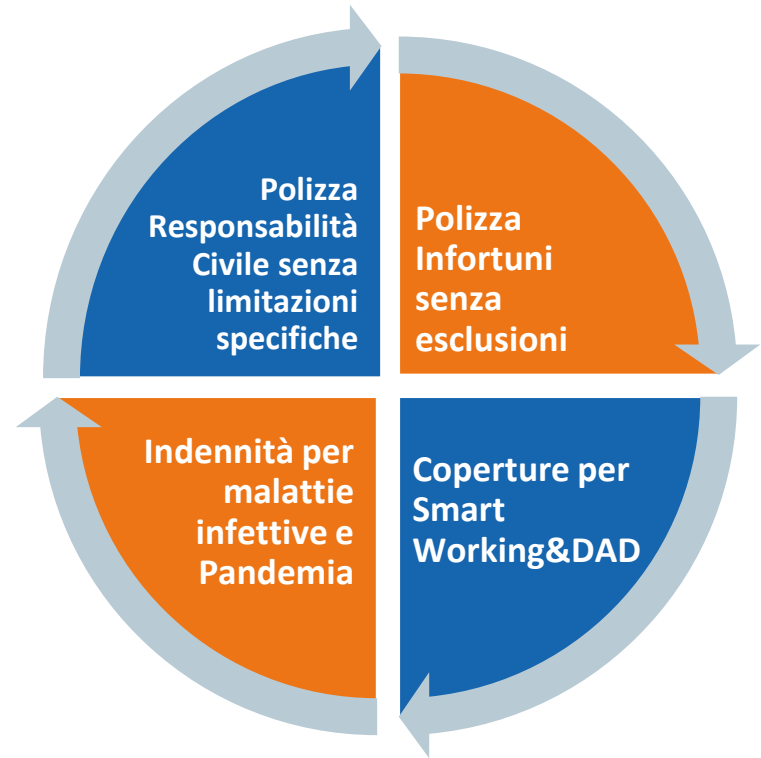 Polizza
Responsabilità
Civile senza
limitazioni
specifiche
Polizza
Infortuni
senza
esclusioni
Indennità per
malattie
infettive e
Pandemia
Coperture per
Smart
Working&DAD